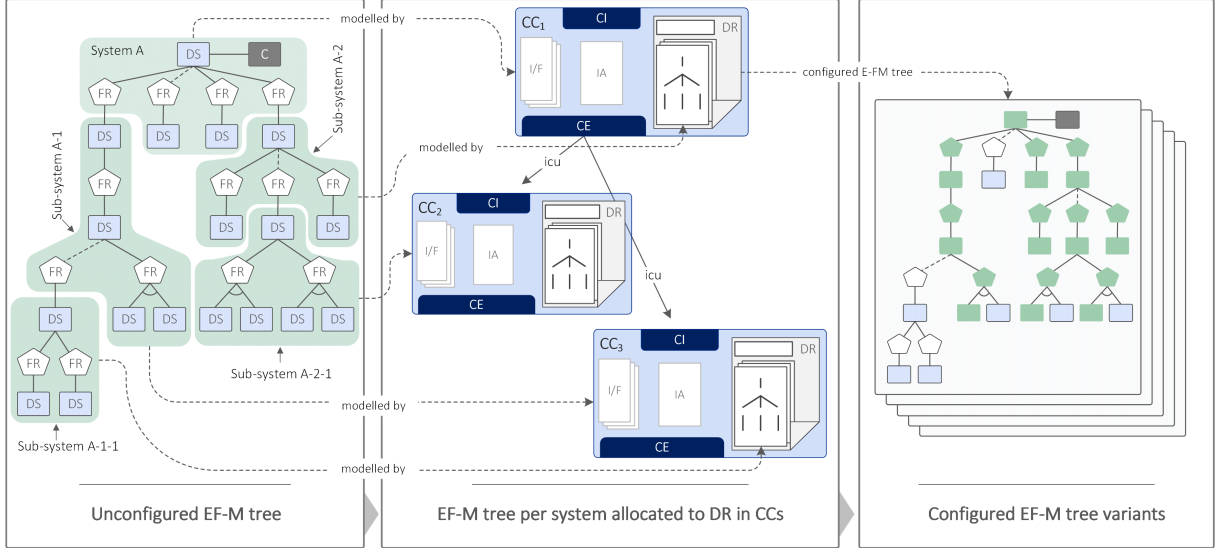 System A
DS
C
Sub-system A-2
FR
FR
FR
FR
DS
DS
DS
DS
Sub-system A-1
FR
FR
FR
FR
DS
DS
DS
DS
FR
FR
FR
FR
DS
DS
DS
DS
DS
DS
DS
FR
FR
DS
DS
Sub-system A-2-1
Sub-system A-1-1
Unconfigured EF-M tree
modelled by
modelled by
modelled by
modelled by
CC1
CI
DR
I/F
IA
CE
icu
icu
CC2
CI
DR
I/F
IA
CE
CC3
CI
DR
I/F
IA
CE
EF-M tree per system allocated to DR in CCs
configured E-FM tree
Configured EF-M tree variants